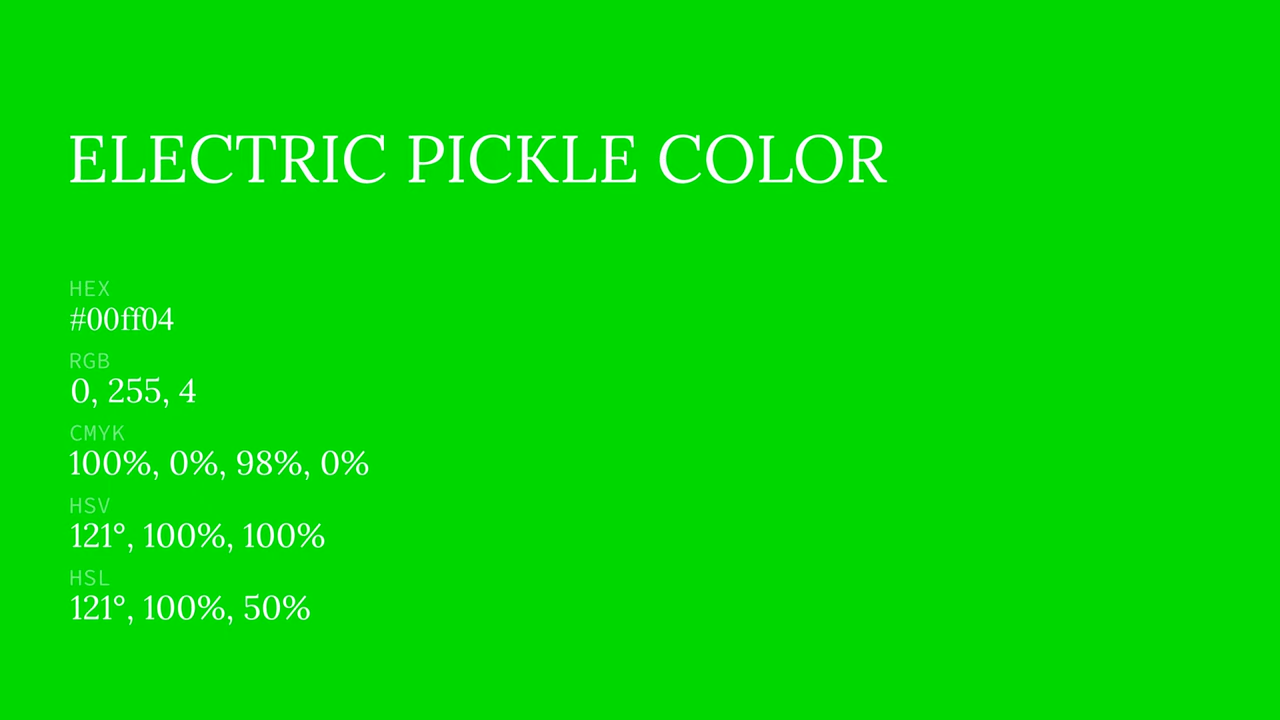 ELECTRIC PICKLE COLOR
HEX
#00ff04
RGB
0, 255, 4
CMYK
100%, 0%, 98%, 0%
HSV
121°, 100%, 100%
HSL
121°, 100%, 50%